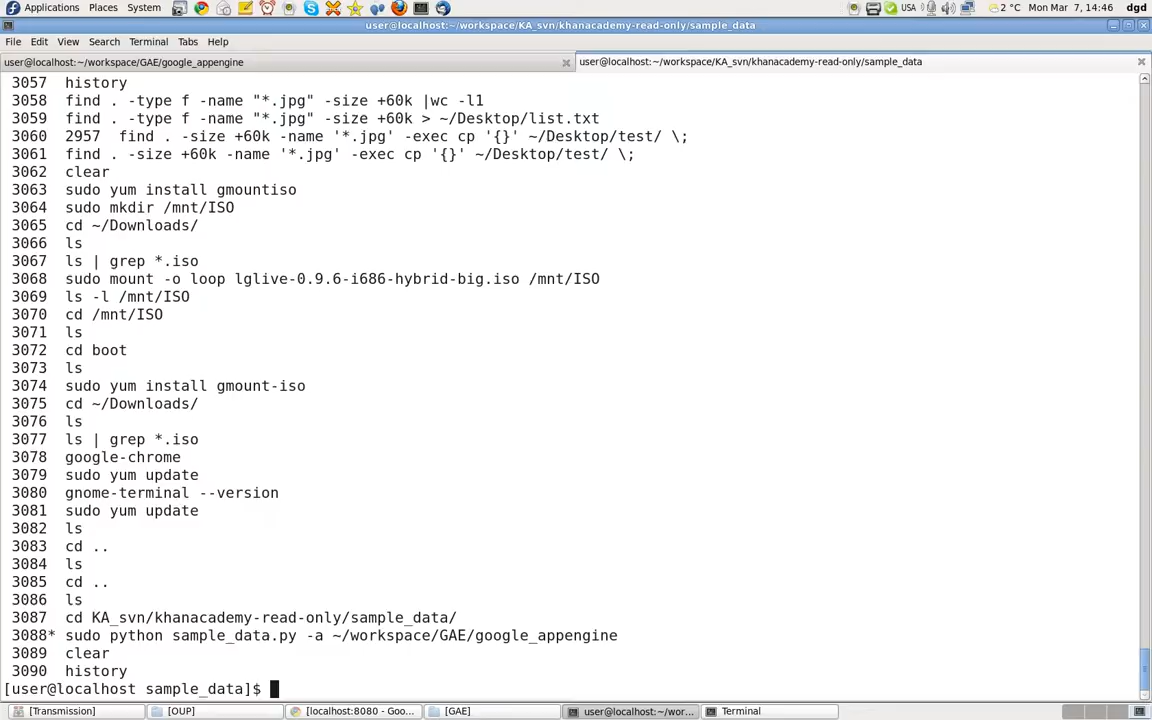 Applications Places System USA 2 °C Mon Mar 7, 14:46 dgd
user@localhost:~/workspace/KA_svn/khanacademy-read-only/sample_data
File Edit View Search Terminal Tabs Help
user@localhost:~/workspace/GAE/google_appengine user@localhost:~/workspace/KA_svn/khanacademy-read-only/sample_data
3057 history
3058 find . -type f -name "*.jpg" -size +60k |wc -l1
3059 find . -type f -name "*.jpg" -size +60k > ~/Desktop/list.txt
3060 2957 find . -size +60k -name '*.jpg' -exec cp '{}' ~/Desktop/test/ \;
3061 find . -size +60k -name '*.jpg' -exec cp '{}' ~/Desktop/test/ \;
3062 clear
3063 sudo yum install gmountiso
3064 sudo mkdir /mnt/ISO
3065 cd ~/Downloads/
3066 ls
3067 ls | grep *.iso
3068 sudo mount -o loop lglive-0.9.6-i686-hybrid-big.iso /mnt/ISO
3069 ls -l /mnt/ISO
3070 cd /mnt/ISO
3071 ls
3072 cd boot
3073 ls
3074 sudo yum install gmount-iso
3075 cd ~/Downloads/
3076 ls
3077 ls | grep *.iso
3078 google-chrome
3079 sudo yum update
3080 gnome-terminal --version
3081 sudo yum update
3082 ls
3083 cd ..
3084 ls
3085 cd ..
3086 ls
3087 cd KA_svn/khanacademy-read-only/sample_data/
3088* sudo python sample_data.py -a ~/workspace/GAE/google_appengine
3089 clear
3090 history
[user@localhost sample_data]$
[Transmission] [OUP] [localhost:8080 - Goo... [GAE] user@localhost:~/wor... Terminal